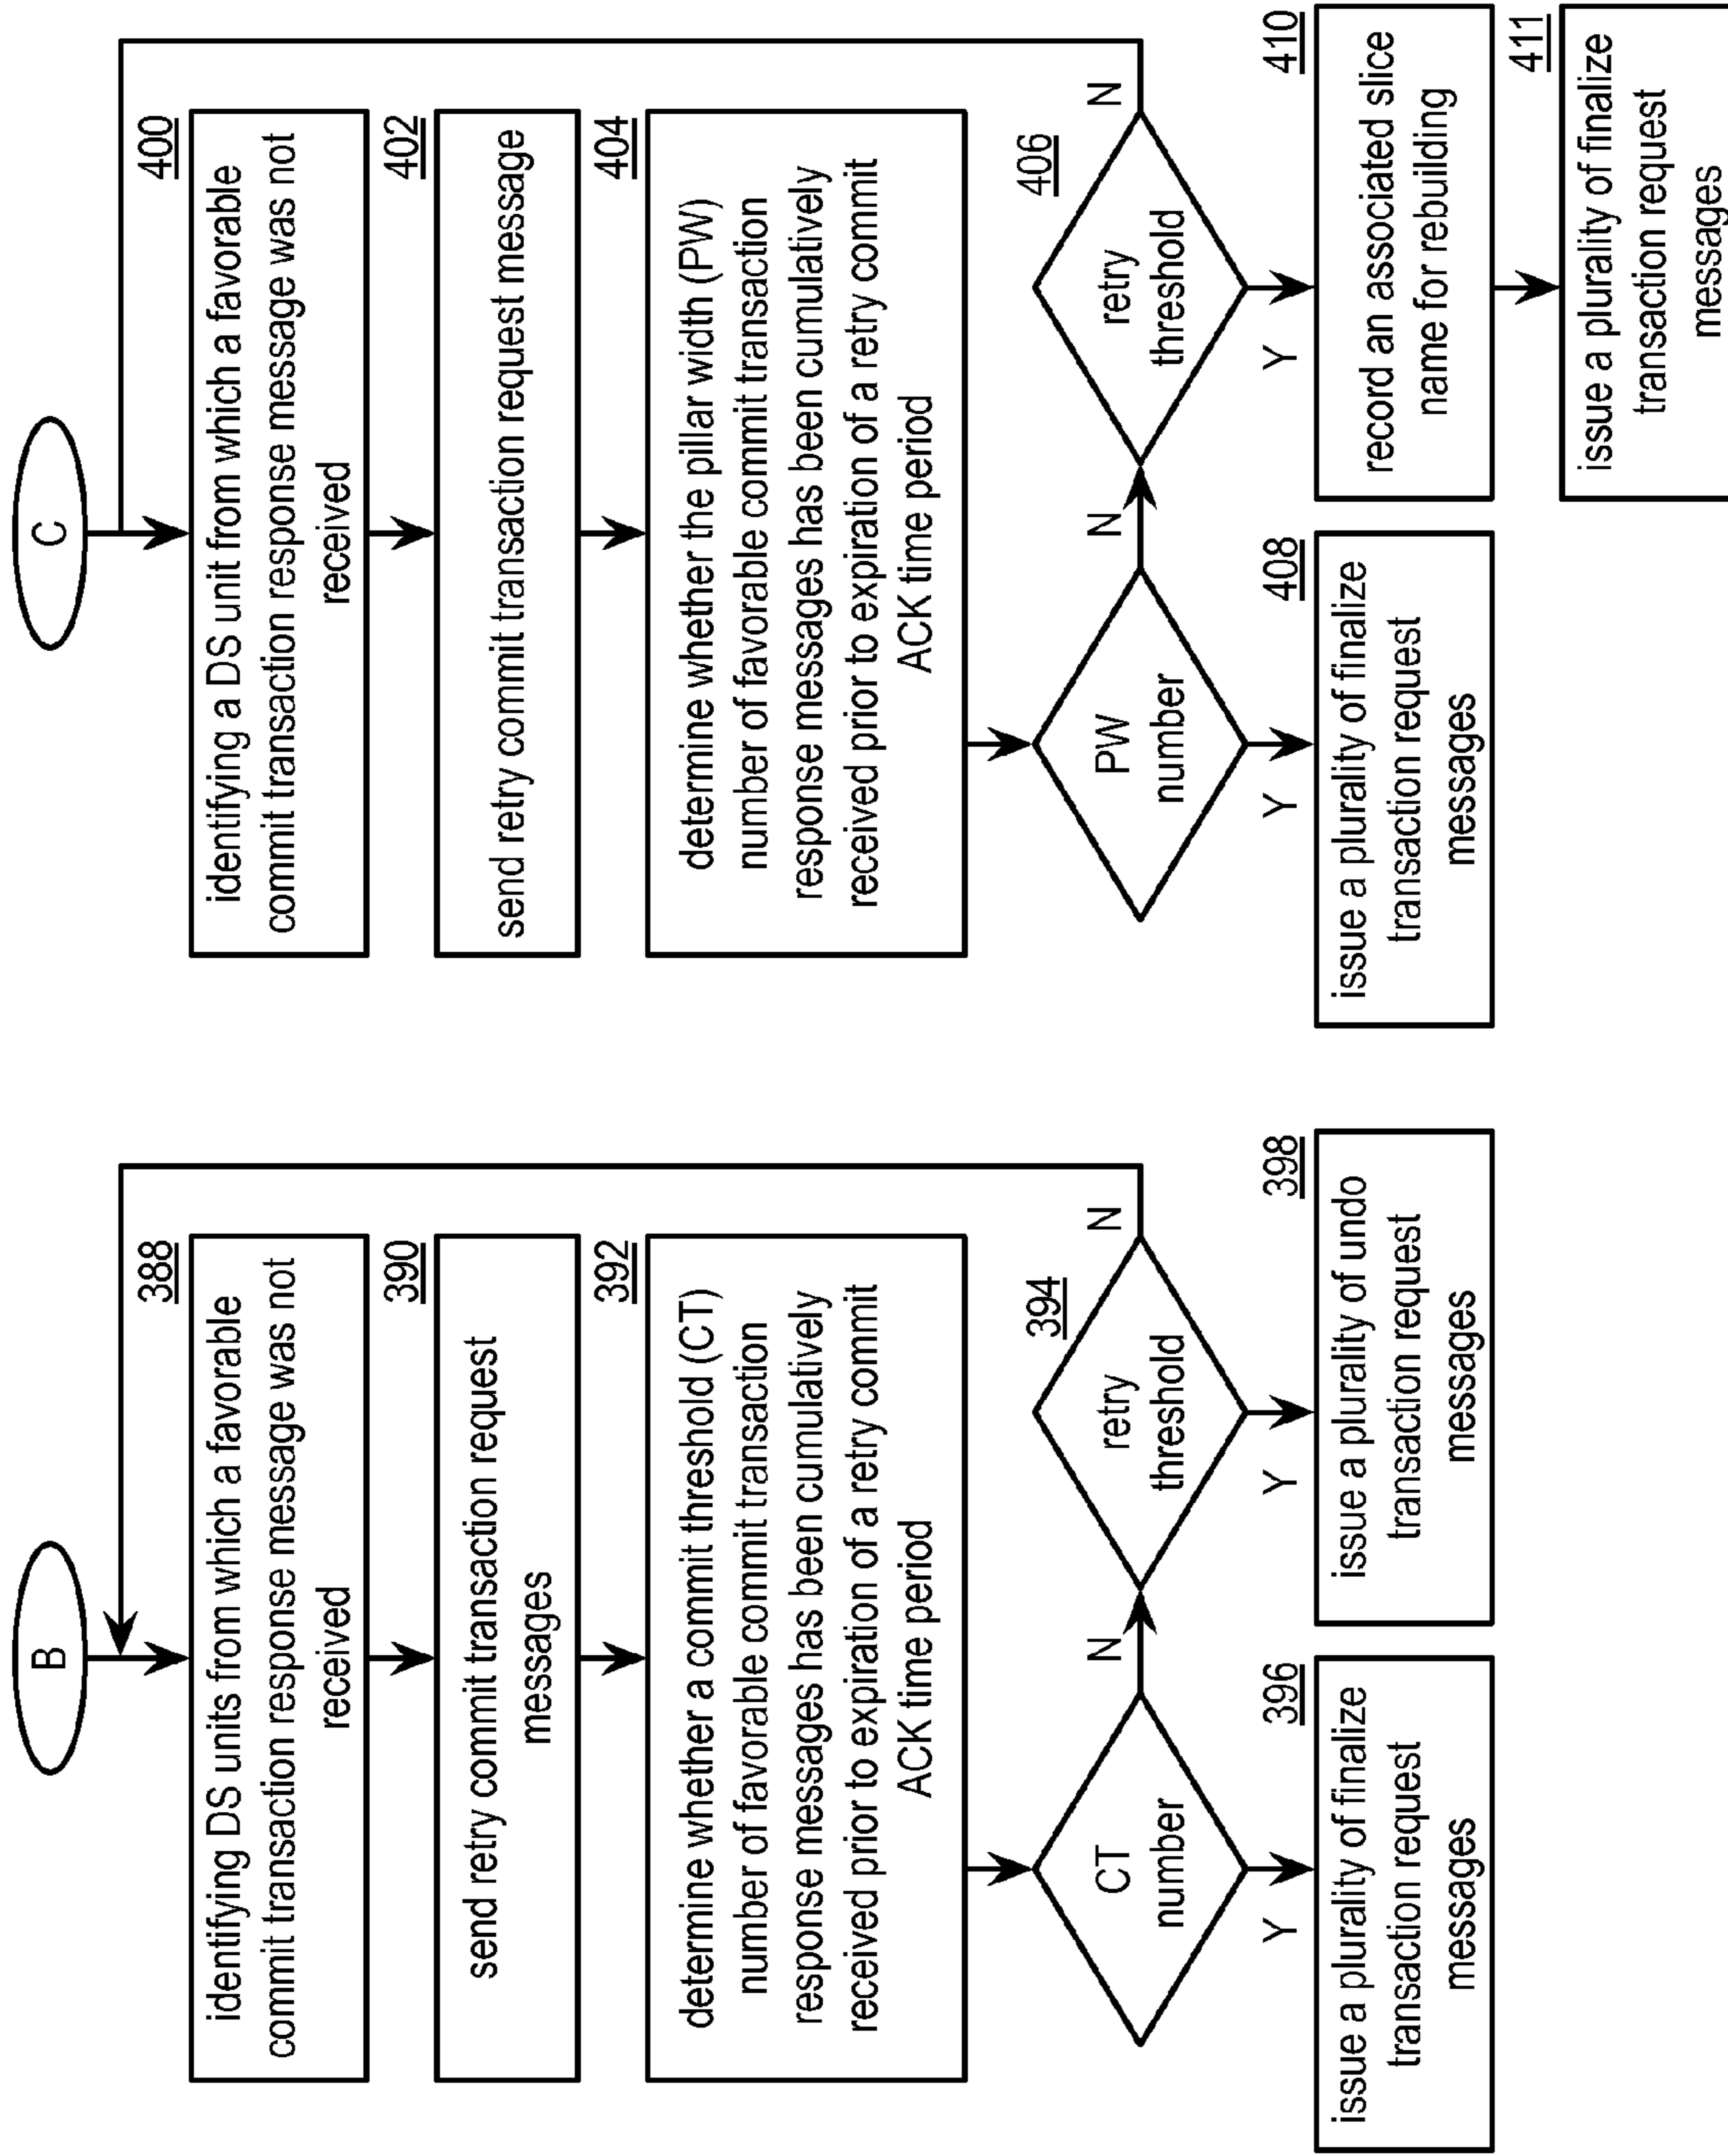 B
388
identifying DS units from which a favorable
commit transaction response message was not
received
390
send retry commit transaction request
messages
392
determine whether a commit threshold (CT)
number of favorable commit transaction
response messages has been cumulatively
received prior to expiration of a retry commit
ACK time period
CT
number
N
394
retry
threshold
N
Y
Y
396
issue a plurality of finalize
transaction request
messages
398
issue a plurality of undo
transaction request
messages
C
400
identifying a DS unit from which a favorable
commit transaction response message was not
received
402
send retry commit transaction request message
404
determine whether the pillar width (PW)
number of favorable commit transaction
response messages has been cumulatively
received prior to expiration of a retry commit
ACK time period
PW
number
N
406
retry
threshold
N
Y
Y
408
issue a plurality of finalize
transaction request
messages
410
record an associated slice
name for rebuilding
411
issue a plurality of finalize
transaction request
messages